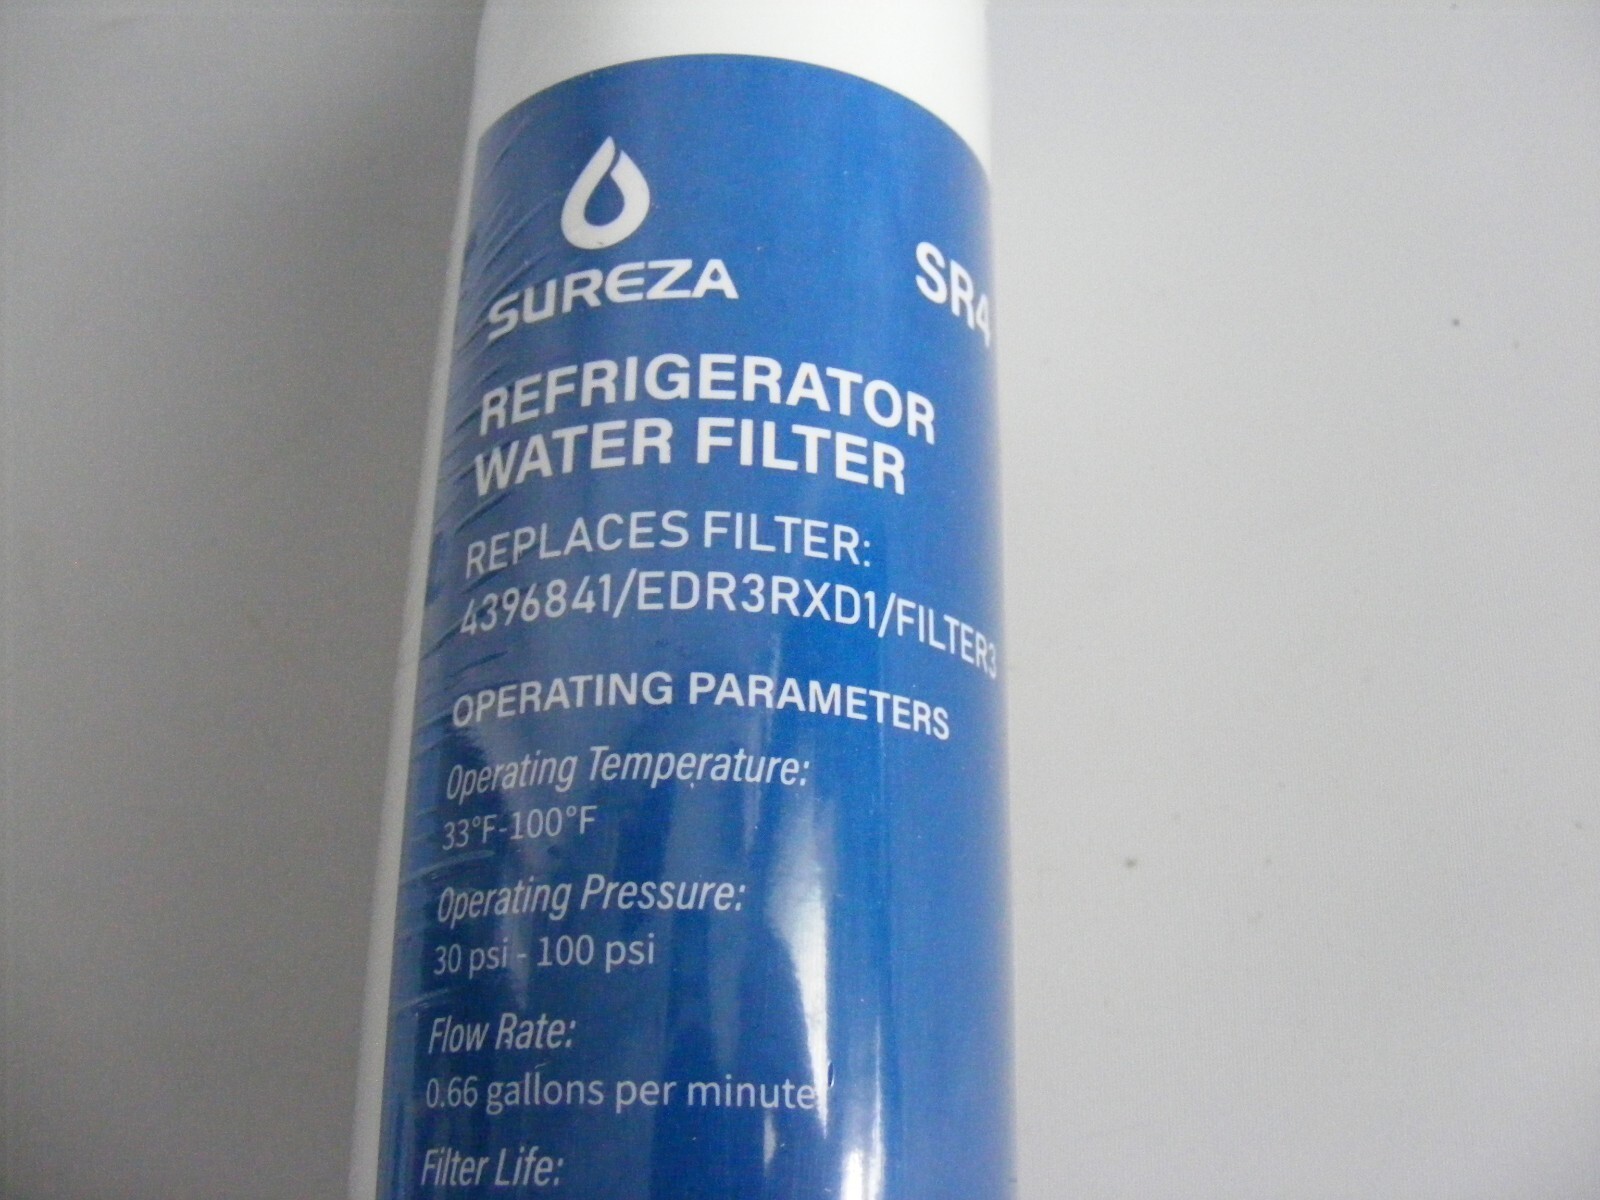 SUREZA
SR4
REFRIGERATOR
WATER FILTER
REPLACES FILTER:
4396841/EDR3RXD1/FILTER3
OPERATING PARAMETERS
Operating Temperature:
33°F-100°F
Operating Pressure:
30 psi - 100 psi
Flow Rate:
0.66 gallons per minute
Filter Life: